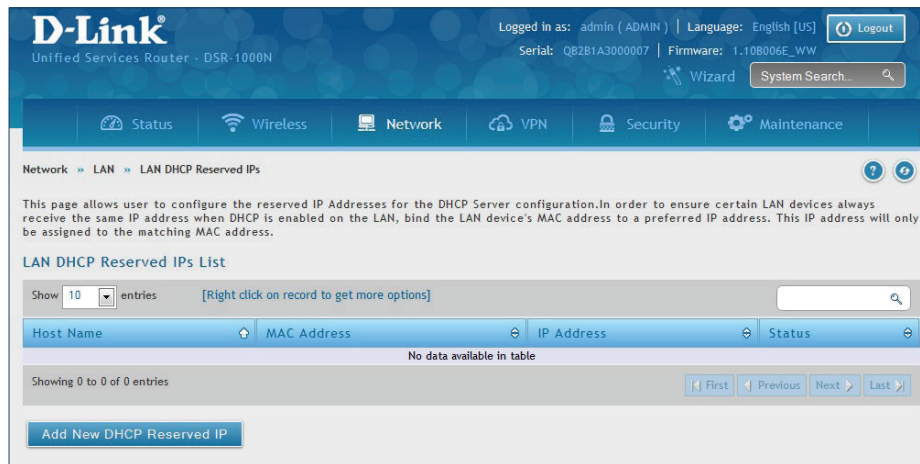 D-Link®
Unified Services Router - DSR-1000N
Logged in as: admin ( ADMIN ) | Language: English [US]
Logout
Serial: QB2B1A3000007 | Firmware: 1.10B006E_WW
Wizard
System Search...
Status
Wireless
Network
VPN
Security
Maintenance
Network » LAN » LAN DHCP Reserved IPs
This page allows user to configure the reserved IP Addresses for the DHCP Server configuration.In order to ensure certain LAN devices always
receive the same IP address when DHCP is enabled on the LAN, bind the LAN device's MAC address to a preferred IP address. This IP address will only
be assigned to the matching MAC address.
LAN DHCP Reserved IPs List
Show 10 entries [Right click on record to get more options]
Host Name MAC Address IP Address Status
No data available in table
Showing 0 to 0 of 0 entries
First Previous Next Last
Add New DHCP Reserved IP